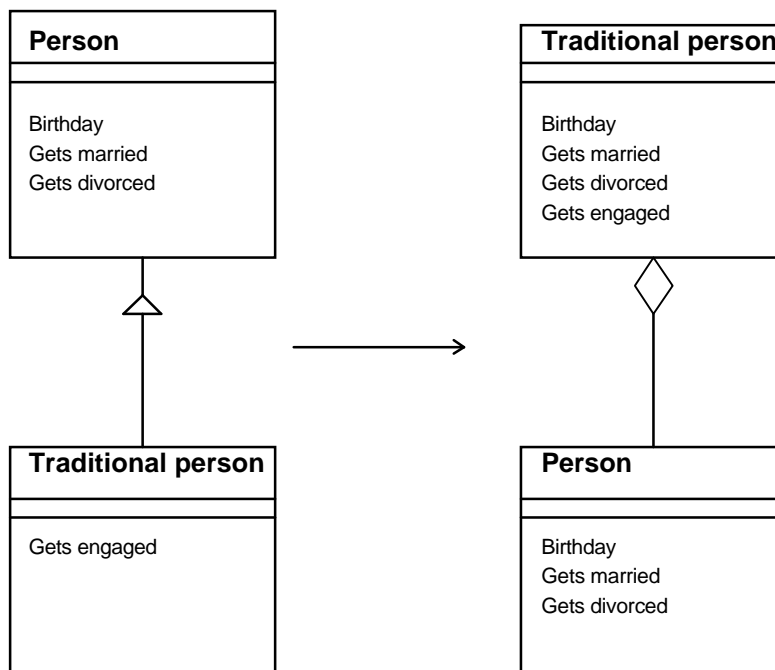 Person
Birthday
Gets married
Gets divorced
Traditional person
Gets engaged
Traditional person
Birthday
Gets married
Gets divorced
Gets engaged
Person
Birthday
Gets married
Gets divorced